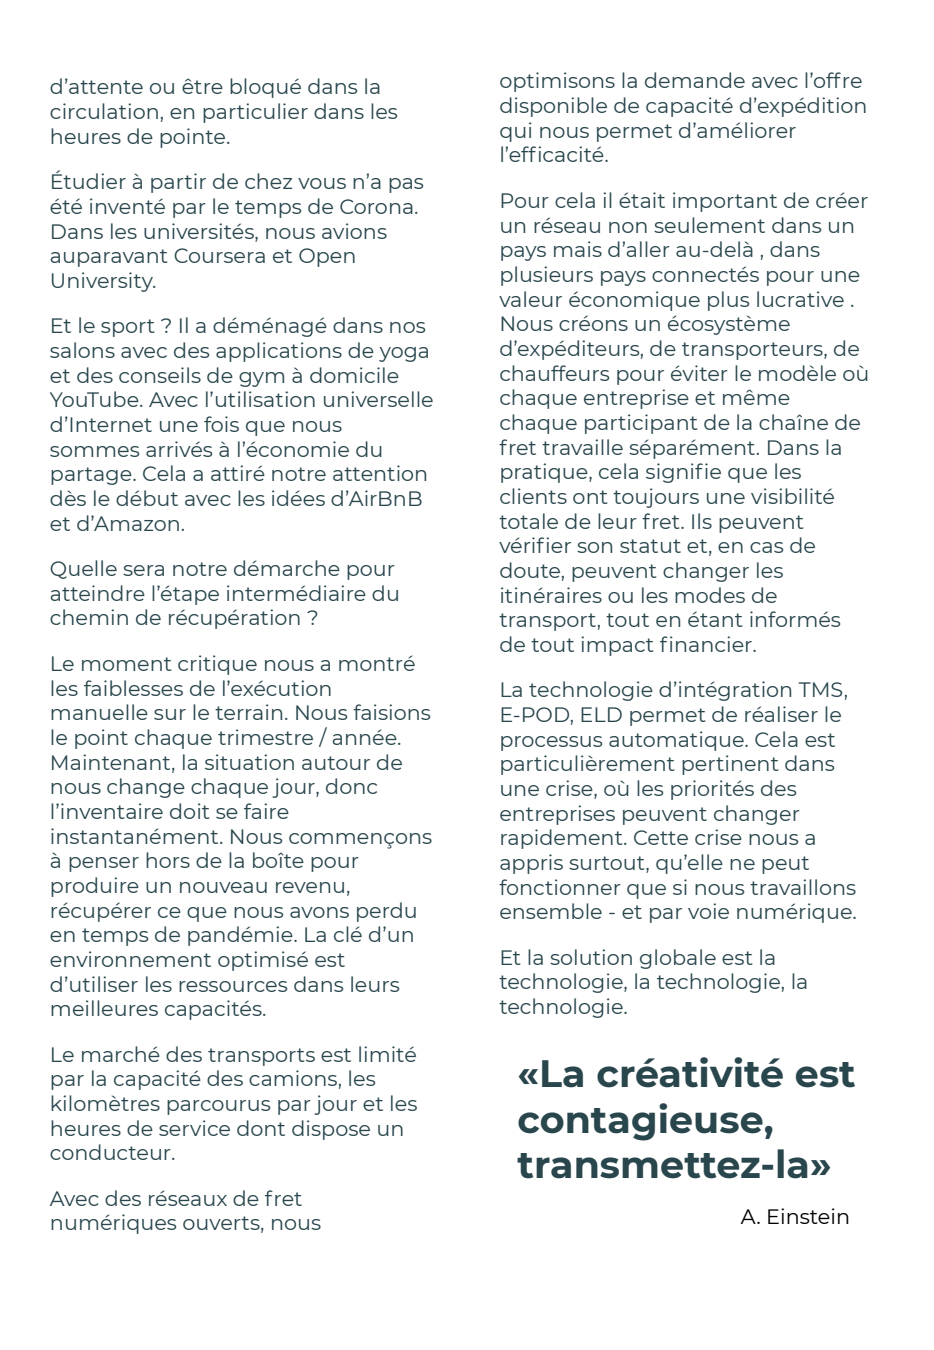 d’attente ou être bloqué dans la
circulation, en particulier dans les
heures de pointe.
Étudier à partir de chez vous n’a pas
été inventé par le temps de Corona.
Dans les universités, nous avions
auparavant Coursera et Open
University.
Et le sport ? Il a déménagé dans nos
salons avec des applications de yoga
et des conseils de gym à domicile
YouTube. Avec l’utilisation universelle
d’Internet une fois que nous
sommes arrivés à l’économie du
partage. Cela a attiré notre attention
dès le début avec les idées d’AirBnB
et d’Amazon.
Quelle sera notre démarche pour
atteindre l’étape intermédiaire du
chemin de récupération ?
Le moment critique nous a montré
les faiblesses de l’exécution
manuelle sur le terrain. Nous faisions
le point chaque trimestre / année.
Maintenant, la situation autour de
nous change chaque jour, donc
l’inventaire doit se faire
instantanément. Nous commençons
à penser hors de la boîte pour
produire un nouveau revenu,
récupérer ce que nous avons perdu
en temps de pandémie. La clé d’un
environnement optimisé est
d’utiliser les ressources dans leurs
meilleures capacités.
Le marché des transports est limité
par la capacité des camions, les
kilomètres parcourus par jour et les
heures de service dont dispose un
conducteur.
Avec des réseaux de fret
numériques ouverts, nous
optimisons la demande avec l’offre
disponible de capacité d’expédition
qui nous permet d’améliorer
l’efficacité.
Pour cela il était important de créer
un réseau non seulement dans un
pays mais d’aller au-delà , dans
plusieurs pays connectés pour une
valeur économique plus lucrative .
Nous créons un écosystème
d’expéditeurs, de transporteurs, de
chauffeurs pour éviter le modèle où
chaque entreprise et même
chaque participant de la chaîne de
fret travaille séparément. Dans la
pratique, cela signifie que les
clients ont toujours une visibilité
totale de leur fret. Ils peuvent
vérifier son statut et, en cas de
doute, peuvent changer les
itinéraires ou les modes de
transport, tout en étant informés
de tout impact financier.
La technologie d’intégration TMS,
E-POD, ELD permet de réaliser le
processus automatique. Cela est
particulièrement pertinent dans
une crise, où les priorités des
entreprises peuvent changer
rapidement. Cette crise nous a
appris surtout, qu’elle ne peut
fonctionner que si nous travaillons
ensemble - et par voie numérique.
Et la solution globale est la
technologie, la technologie, la
technologie.
«La créativité est
contagieuse,
transmettez-la»
A. Einstein